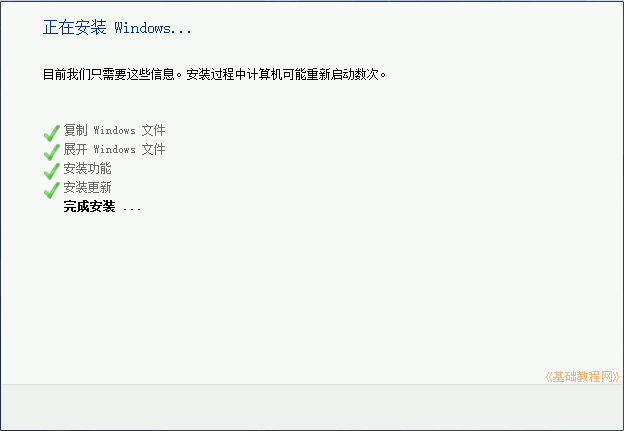 正在安装 Windows...
目前我们只需要这些信息。安装过程中计算机可能重新启动数次。
复制 Windows 文件
展开 Windows 文件
安装功能
安装更新
完成安装 ...
《基础教程网》